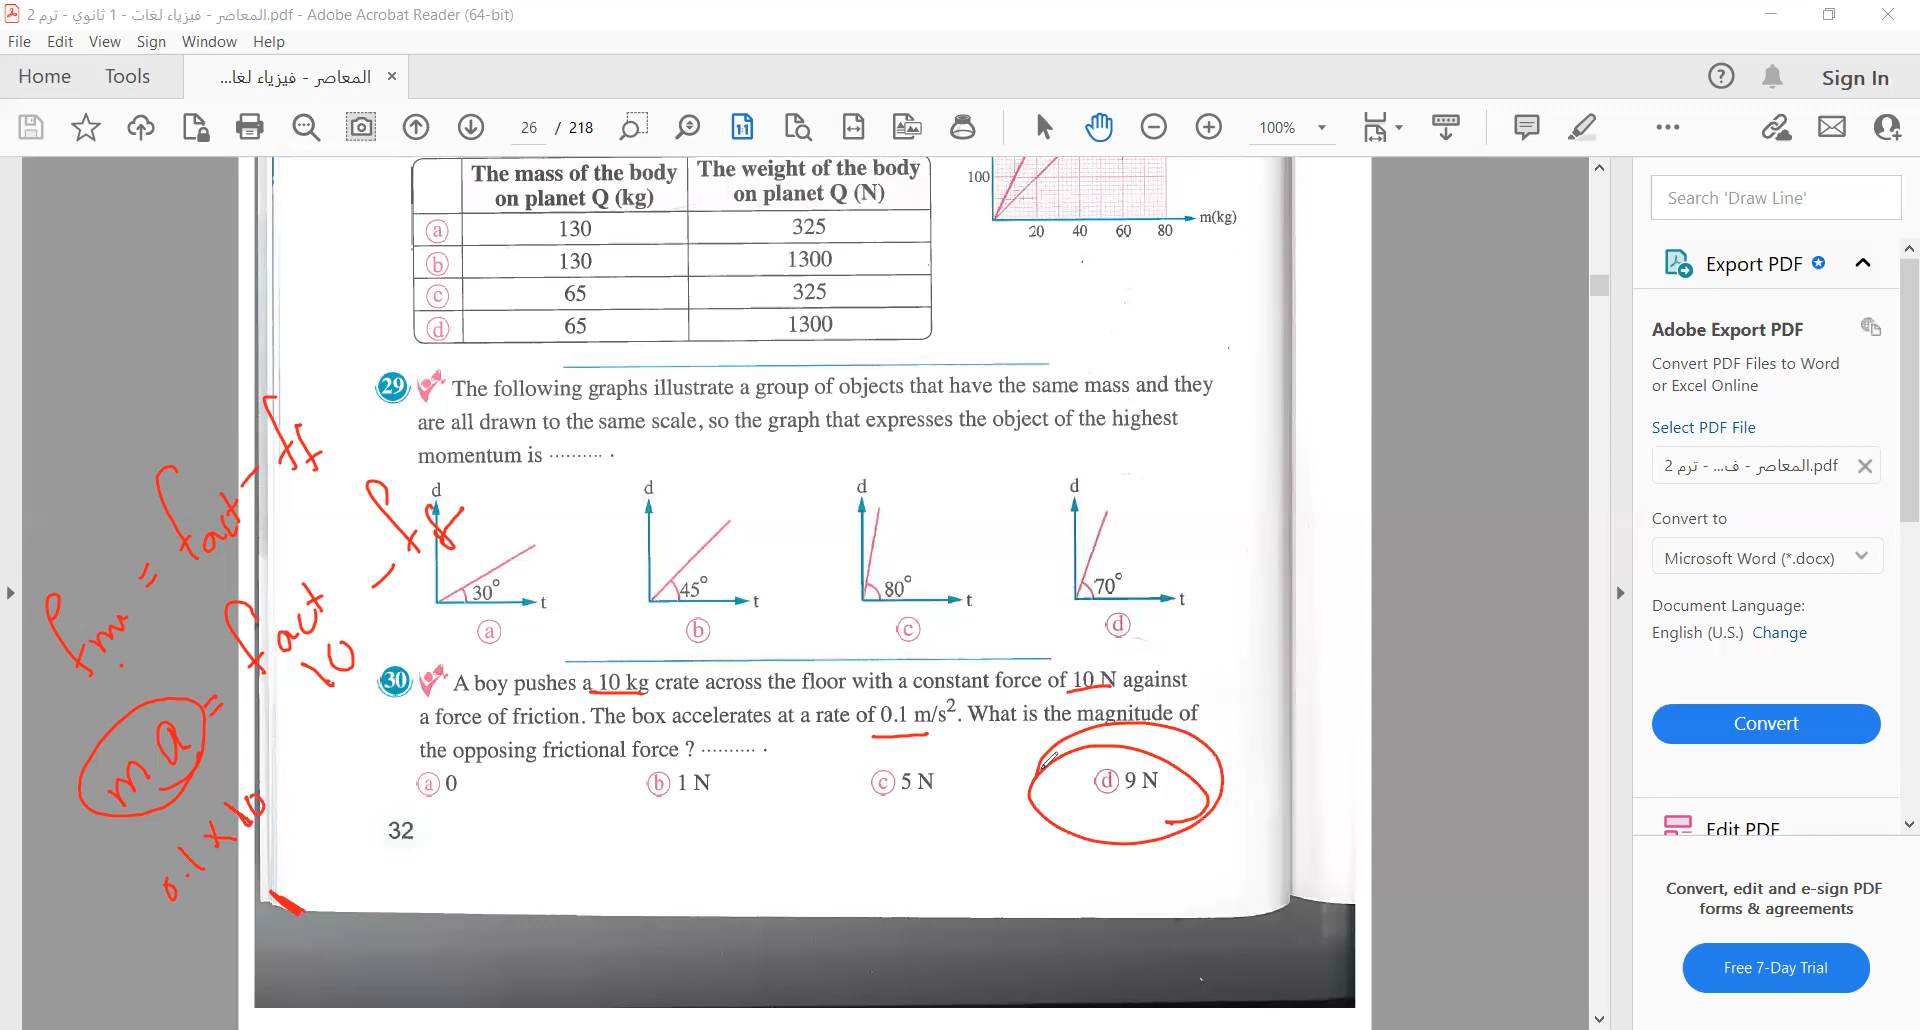 المعاصر - فيزياء لغات - 1 ثانوي - ترم 2.pdf - Adobe Acrobat Reader (64-bit)
File Edit View Sign Window Help
Home Tools المعاصر - فيزياء لغا... × Sign In
26 / 218 100%
The mass of the body on planet Q (kg) The weight of the body on planet Q (N)
a 130 325
b 130 1300
c 65 325
d 65 1300
100
m(kg)
20 40 60 80
29 The following graphs illustrate a group of objects that have the same mass and they
are all drawn to the same scale, so the graph that expresses the object of the highest
momentum is .......... .
d d d d
30° 45° 80° 70°
t t t t
a b c d
30 A boy pushes a 10 kg crate across the floor with a constant force of 10 N against
a force of friction. The box accelerates at a rate of 0.1 m/s². What is the magnitude of
the opposing frictional force ? .......... .
a 0 b 1 N c 5 N d 9 N
32
fm = fact - ff
ma = fact - ff
10
0.1 × 10
Search 'Draw Line'
Export PDF
Adobe Export PDF
Convert PDF Files to Word
or Excel Online
Select PDF File
المعاصر - ف... - ترم 2.pdf
Convert to
Microsoft Word (*.docx)
Document Language:
English (U.S.) Change
Convert
Edit PDF
Convert, edit and e-sign PDF
forms & agreements
Free 7-Day Trial